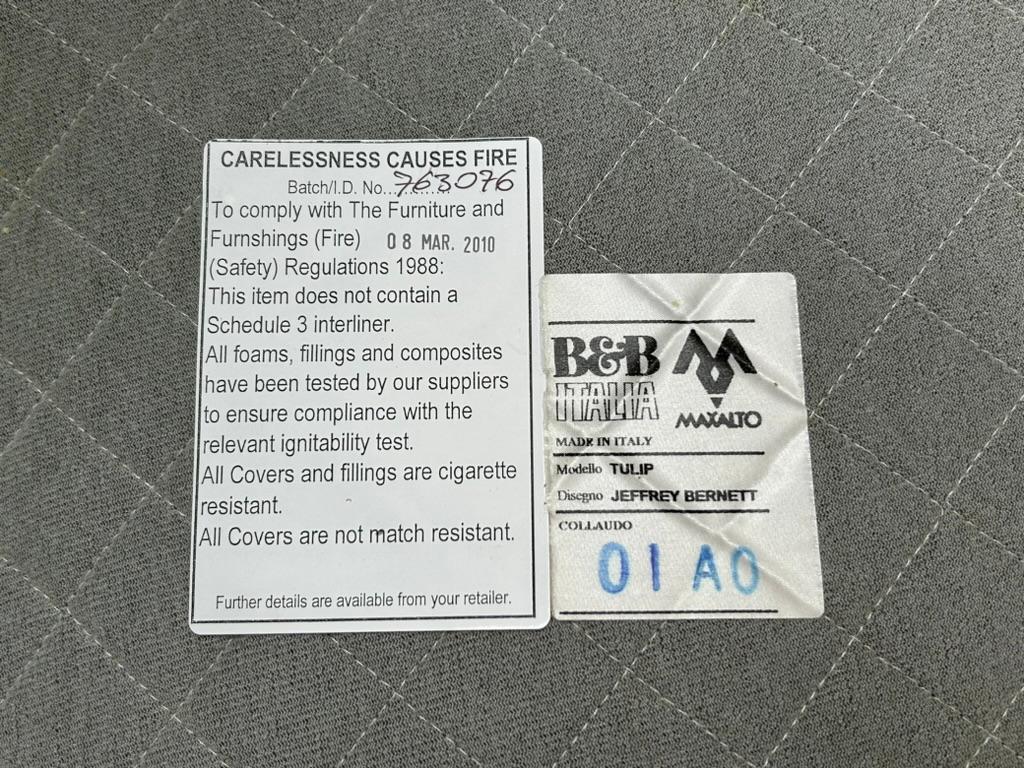 CARELESSNESS CAUSES FIRE
Batch/I.D. No. 763076
To comply with The Furniture and
Furnshings (Fire) 08 MAR. 2010
(Safety) Regulations 1988:
This item does not contain a
Schedule 3 interliner.
All foams, fillings and composites
have been tested by our suppliers
to ensure compliance with the
relevant ignitability test.
All Covers and fillings are cigarette
resistant.
All Covers are not match resistant.
Further details are available from your retailer.
B&B
ITALIA
MAXALTO
MADE IN ITALY
Modello TULIP
Disegno JEFFREY BERNETT
COLLAUDO
01 A0